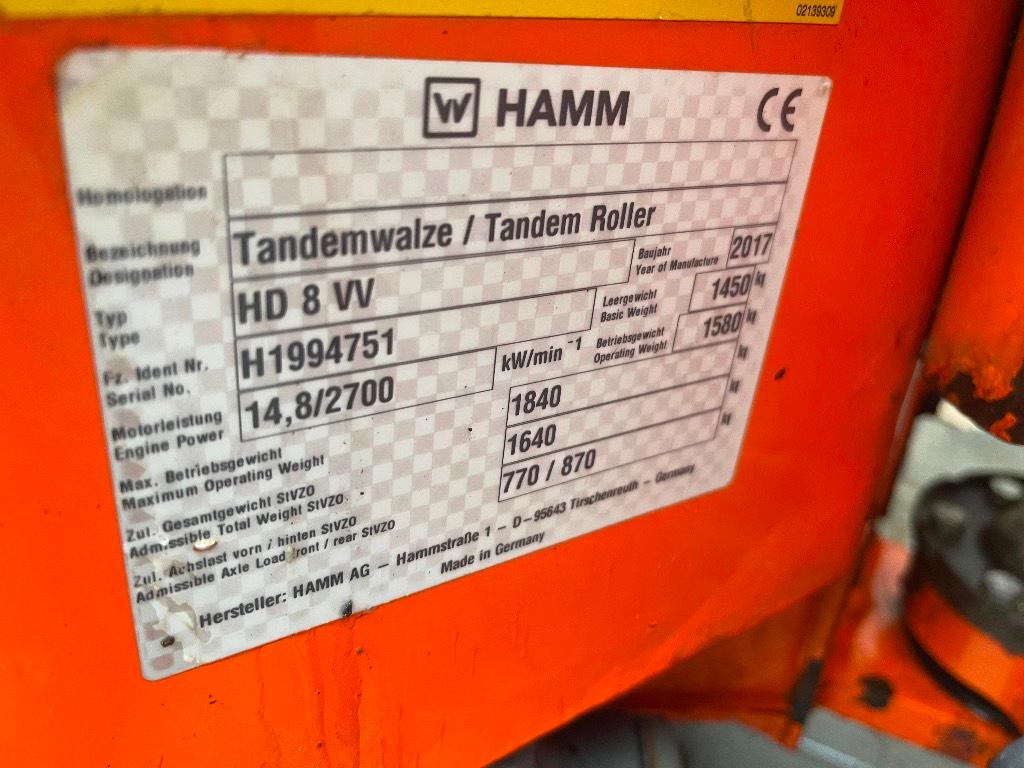 02139309
W HAMM CE
Homologation
Bezeichnung
Designation
Tandemwalze / Tandem Roller
Typ
Type
HD 8 VV
Baujahr
Year of Manufacture
2017
Fz. Ident Nr.
Serial No.
H1994751
Leergewicht
Basic Weight
1450 kg
Motorleistung
Engine Power
14,8/2700
kW/min -1
Betriebsgewicht
Operating Weight
1580 kg
Max. Betriebsgewicht
Maximum Operating Weight
1840 kg
Zul. Gesamtgewicht StVZO
Admissible Total Weight StVZO
1640 kg
Zul. Achslast vorn / hinten StVZO
Admissible Axle Load front / rear StVZO
770 / 870 kg
Hersteller: HAMM AG – Hammstraße 1 – D–95643 Tirschenreuth – Germany
Made in Germany